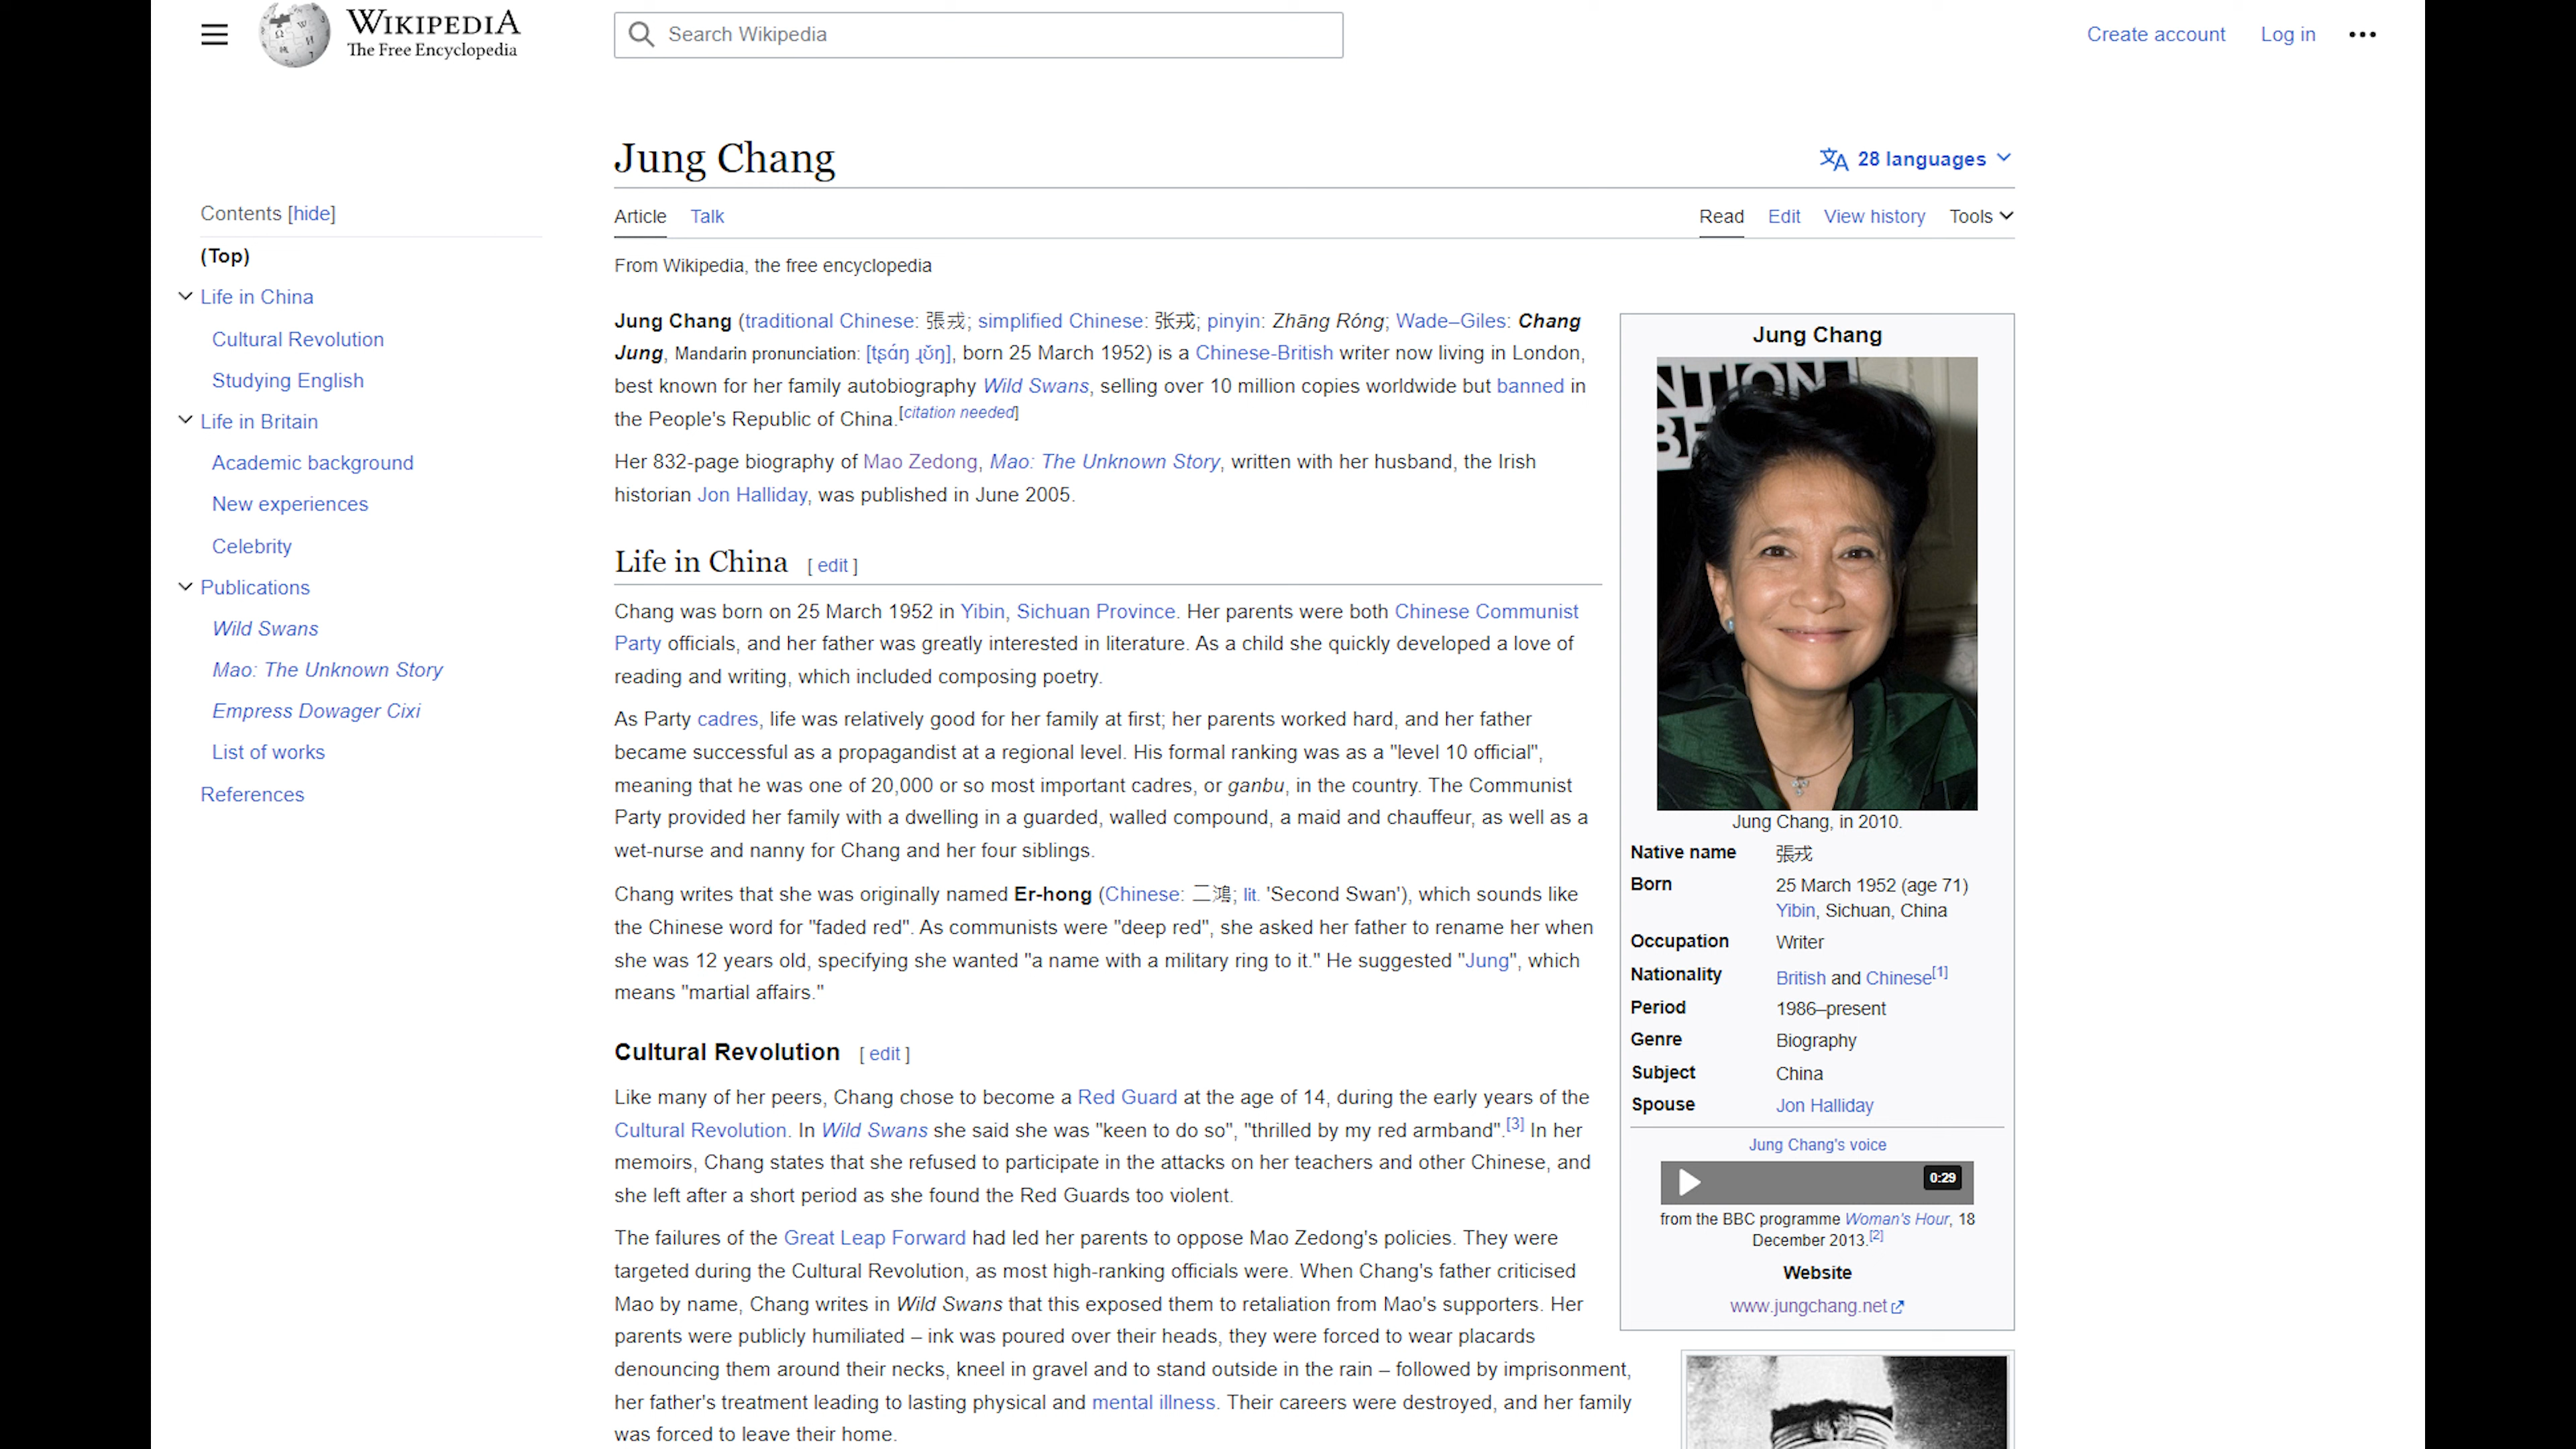 WIKIPEDIA
The Free Encyclopedia
Search Wikipedia
Create account
Log in
Jung Chang
28 languages
Article
Talk
Read
Edit
View history
Tools
From Wikipedia, the free encyclopedia
Contents [hide]
(Top)
Life in China
Cultural Revolution
Studying English
Life in Britain
Academic background
New experiences
Celebrity
Publications
Wild Swans
Mao: The Unknown Story
Empress Dowager Cixi
List of works
References
Jung Chang (traditional Chinese: 張戎; simplified Chinese: 张戎; pinyin: Zhāng Róng; Wade–Giles: Chang
Jung, Mandarin pronunciation: [tʂáŋ ɻʊ̌ŋ], born 25 March 1952) is a Chinese-British writer now living in London,
best known for her family autobiography Wild Swans, selling over 10 million copies worldwide but banned in
the People's Republic of China.[citation needed]
Her 832-page biography of Mao Zedong, Mao: The Unknown Story, written with her husband, the Irish
historian Jon Halliday, was published in June 2005.
Life in China [ edit ]
Chang was born on 25 March 1952 in Yibin, Sichuan Province. Her parents were both Chinese Communist
Party officials, and her father was greatly interested in literature. As a child she quickly developed a love of
reading and writing, which included composing poetry.
As Party cadres, life was relatively good for her family at first; her parents worked hard, and her father
became successful as a propagandist at a regional level. His formal ranking was as a "level 10 official",
meaning that he was one of 20,000 or so most important cadres, or ganbu, in the country. The Communist
Party provided her family with a dwelling in a guarded, walled compound, a maid and chauffeur, as well as a
wet-nurse and nanny for Chang and her four siblings.
Chang writes that she was originally named Er-hong (Chinese: 二鴻; lit. 'Second Swan'), which sounds like
the Chinese word for "faded red". As communists were "deep red", she asked her father to rename her when
she was 12 years old, specifying she wanted "a name with a military ring to it." He suggested "Jung", which
means "martial affairs."
Cultural Revolution [ edit ]
Like many of her peers, Chang chose to become a Red Guard at the age of 14, during the early years of the
Cultural Revolution. In Wild Swans she said she was "keen to do so", "thrilled by my red armband".[3] In her
memoirs, Chang states that she refused to participate in the attacks on her teachers and other Chinese, and
she left after a short period as she found the Red Guards too violent.
The failures of the Great Leap Forward had led her parents to oppose Mao Zedong's policies. They were
targeted during the Cultural Revolution, as most high-ranking officials were. When Chang's father criticised
Mao by name, Chang writes in Wild Swans that this exposed them to retaliation from Mao's supporters. Her
parents were publicly humiliated – ink was poured over their heads, they were forced to wear placards
denouncing them around their necks, kneel in gravel and to stand outside in the rain – followed by imprisonment,
her father's treatment leading to lasting physical and mental illness. Their careers were destroyed, and her family
was forced to leave their home.
Jung Chang
NTION
BE
Jung Chang, in 2010.
Native name 張戎
Born 25 March 1952 (age 71)
Yibin, Sichuan, China
Occupation Writer
Nationality British and Chinese[1]
Period 1986–present
Genre Biography
Subject China
Spouse Jon Halliday
Jung Chang's voice
0:29
from the BBC programme Woman's Hour, 18
December 2013.[2]
Website
www.jungchang.net